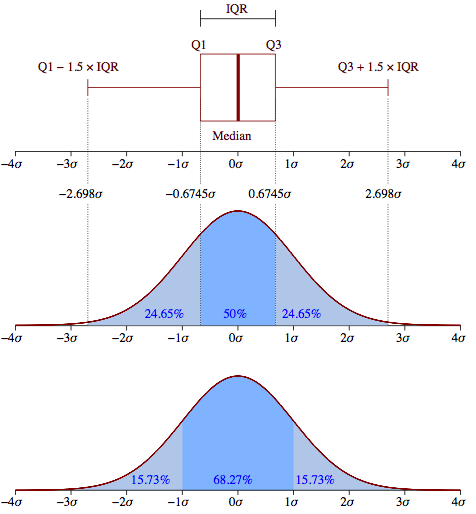 IQR
Q1 Q3
Q1 − 1.5 × IQR Q3 + 1.5 × IQR
Median
−4σ −3σ −2σ −1σ 0σ 1σ 2σ 3σ 4σ
−2.698σ −0.6745σ 0.6745σ 2.698σ
24.65% 50% 24.65%
−4σ −3σ −2σ −1σ 0σ 1σ 2σ 3σ 4σ
15.73% 68.27% 15.73%
−4σ −3σ −2σ −1σ 0σ 1σ 2σ 3σ 4σ